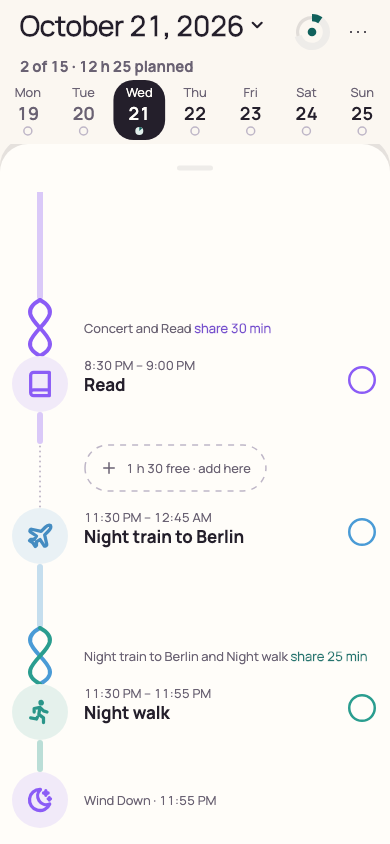 October 21, 2026
2 of 15 · 12 h 25 planned
Mon Tue Wed Thu Fri Sat Sun
19 20 21 22 23 24 25
Concert and Read share 30 min
8:30 PM – 9:00 PM
Read
1 h 30 free · add here
11:30 PM – 12:45 AM
Night train to Berlin
Night train to Berlin and Night walk share 25 min
11:30 PM – 11:55 PM
Night walk
Wind Down · 11:55 PM